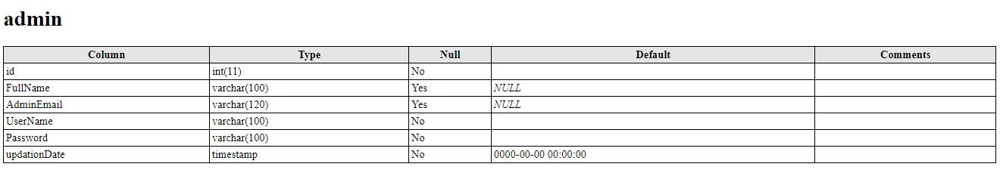 admin
Column Type Null Default Comments
id int(11) No
FullName varchar(100) Yes NULL
AdminEmail varchar(120) Yes NULL
UserName varchar(100) No
Password varchar(100) No
updationDate timestamp No 0000-00-00 00:00:00